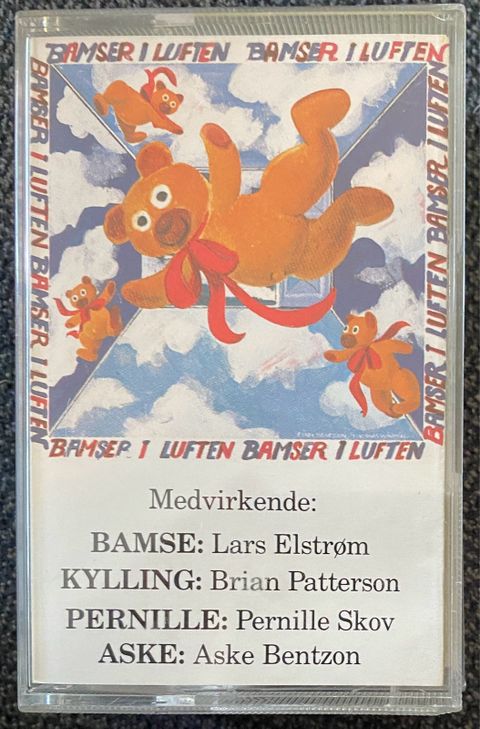 BAMSER I LUFTEN BAMSER I LUFTEN
BAMSER I LUFTEN BAMSER I LUFTEN
BAMSER I LUFTEN BAMSER I LUFTEN
BAMSER I LUFTEN BAMSER I LUFTEN
Medvirkende:
BAMSE: Lars Elstrøm
KYLLING: Brian Patterson
PERNILLE: Pernille Skov
ASKE: Aske Bentzon